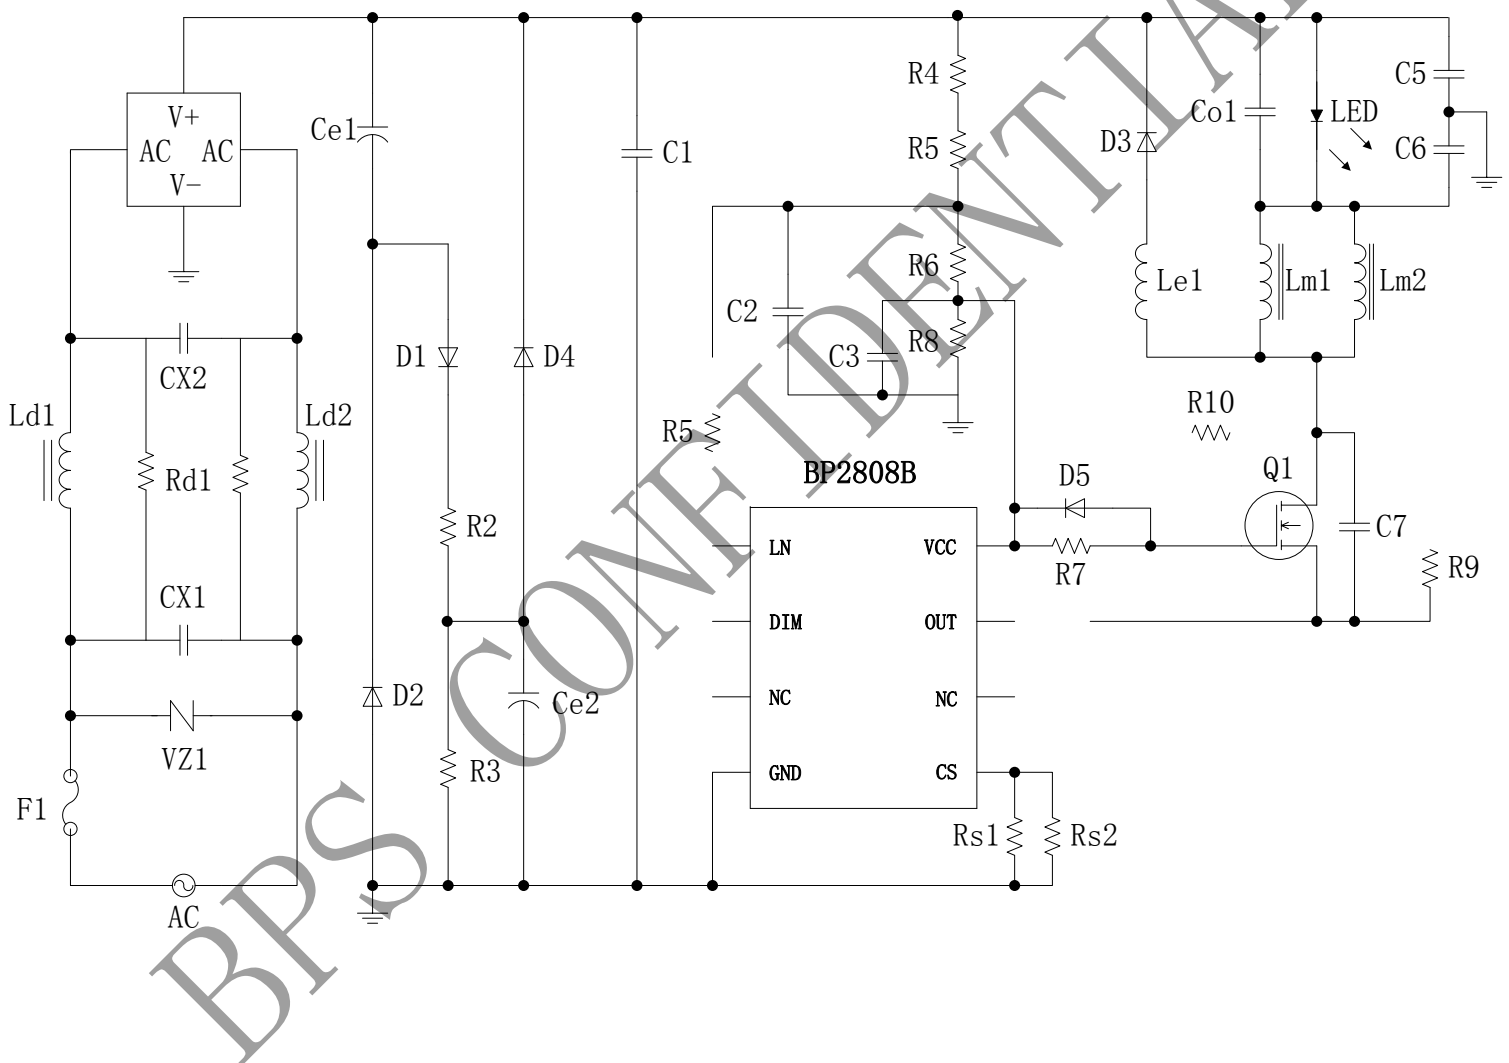 V+
AC AC
V-
Ce1
C1
R4
R5
D3
Co1
LED
C5
C6
R6
C2
C3
R8
Le1
Lm1
Lm2
D1
D4
CX2
Ld1
Ld2
Rd1
R5
R10
BP2808B
D5
Q1
R2
LN
VCC
R7
C7
R9
CX1
DIM
OUT
D2
Ce2
NC
NC
VZ1
R3
GND
CS
F1
Rs1
Rs2
AC
BPS CONFIDENTIAL